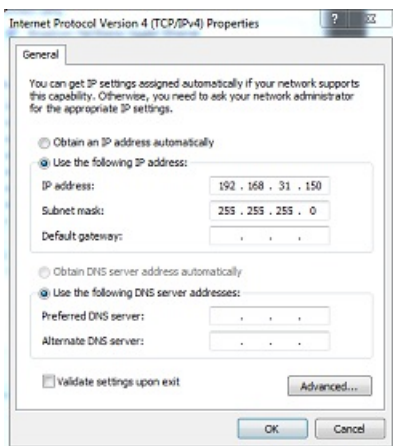 Internet Protocol Version 4 (TCP/IPv4) Properties
?
General
You can get IP settings assigned automatically if your network supports
this capability. Otherwise, you need to ask your network administrator
for the appropriate IP settings.
Obtain an IP address automatically
Use the following IP address:
IP address: 192 . 168 . 31 . 150
Subnet mask: 255 . 255 . 255 . 0
Default gateway: . . .
Obtain DNS server address automatically
Use the following DNS server addresses:
Preferred DNS server: . . .
Alternate DNS server: . . .
Validate settings upon exit
Advanced...
OK Cancel